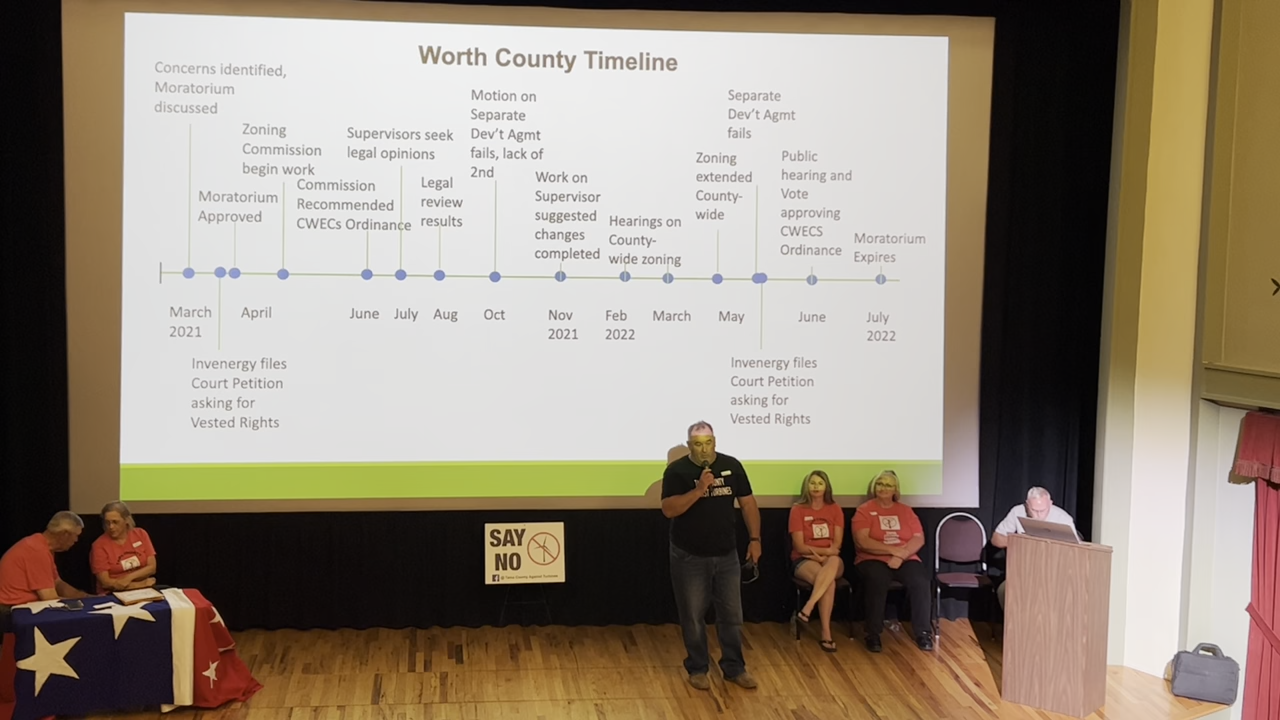 Worth County Timeline
Concerns identified,
Moratorium
discussed
Moratorium
Approved
Zoning
Commission
begin work
Commission
Recommended
CWECs Ordinance
Supervisors seek
legal opinions
Legal
review
results
Motion on
Separate
Dev't Agmt
fails, lack of
2nd
Work on
Supervisor
suggested
changes
completed
Hearings on
County-
wide zoning
Zoning
extended
County-
wide
Separate
Dev't Agmt
fails
Public
hearing and
Vote
approving
CWECS
Ordinance
Moratorium
Expires
March
2021
April
June
July
Aug
Oct
Nov
2021
Feb
2022
March
May
June
July
2022
Invenergy files
Court Petition
asking for
Vested Rights
Invenergy files
Court Petition
asking for
Vested Rights
SAY
NO